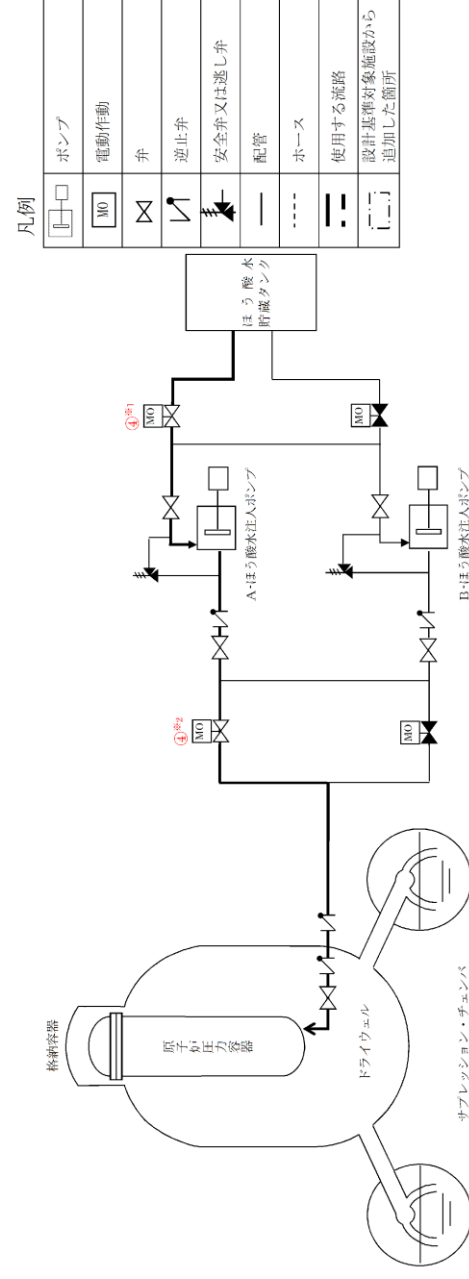 凡例
ポンプ
MO
電動作動
弁
逆止弁
安全弁又は逃し弁
配管
ホース
使用する流路
設計基準対象施設から
追加した箇所
格納容器
原子炉圧力容器
ドライウェル
サプレッション・チェンバ
④※2
MO
MO
A-ほう酸水注入ポンプ
B-ほう酸水注入ポンプ
④※1
MO
MO
ほう酸水
貯蔵タンク